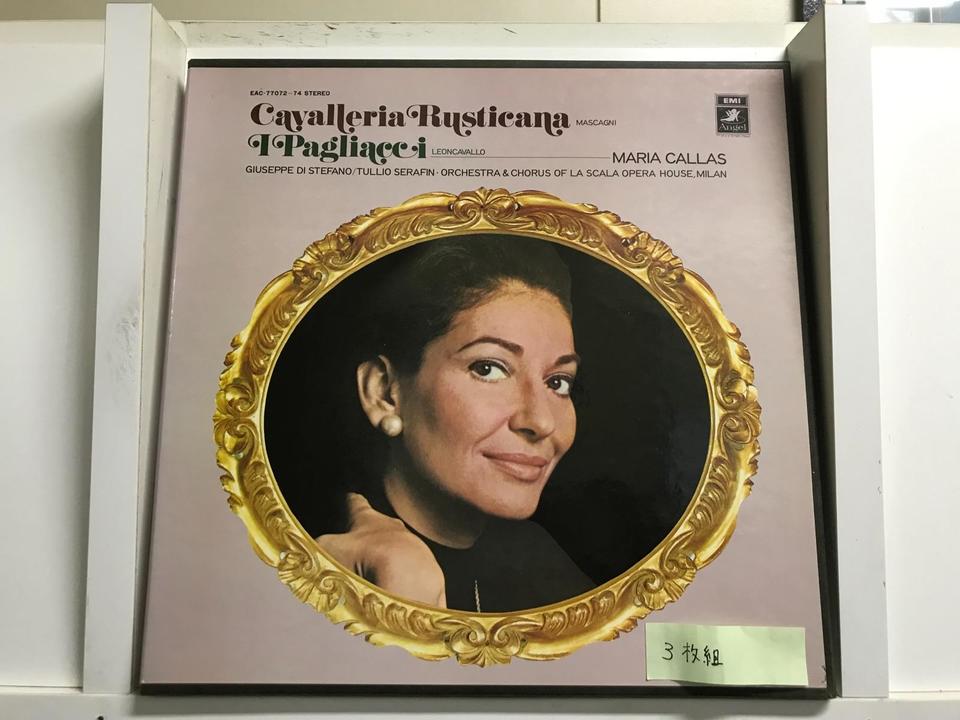 EAC-77072~74 STEREO
Cavalleria Rusticana MASCAGNI
I Pagliacci LEONCAVALLO MARIA CALLAS
GIUSEPPE DI STEFANO/TULLIO SERAFIN・ORCHESTRA & CHORUS OF LA SCALA OPERA HOUSE, MILAN
EMI
Angel
3枚組